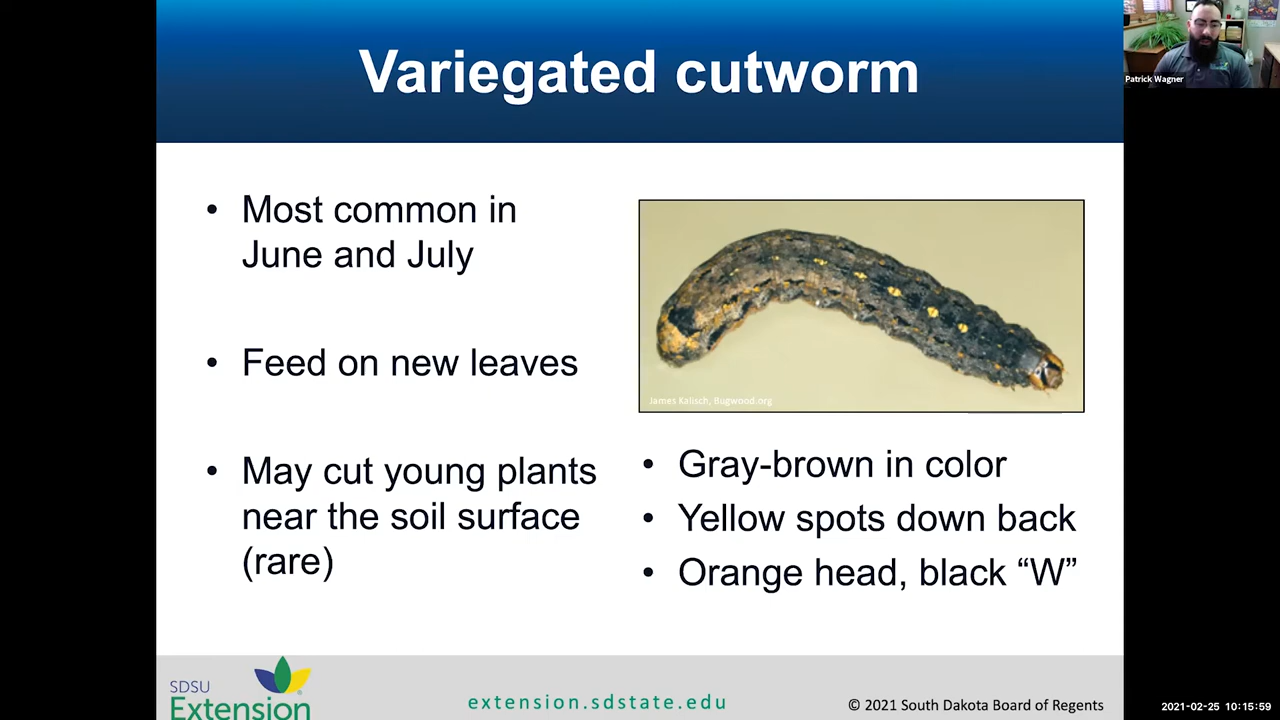 Variegated cutworm
Patrick Wagner
• Most common in
June and July
• Feed on new leaves
• May cut young plants
near the soil surface
(rare)
James Kalisch, Bugwood.org
• Gray-brown in color
• Yellow spots down back
• Orange head, black “W”
SDSU
Extension
extension.sdstate.edu
© 2021 South Dakota Board of Regents
2021-02-25 10:15:59